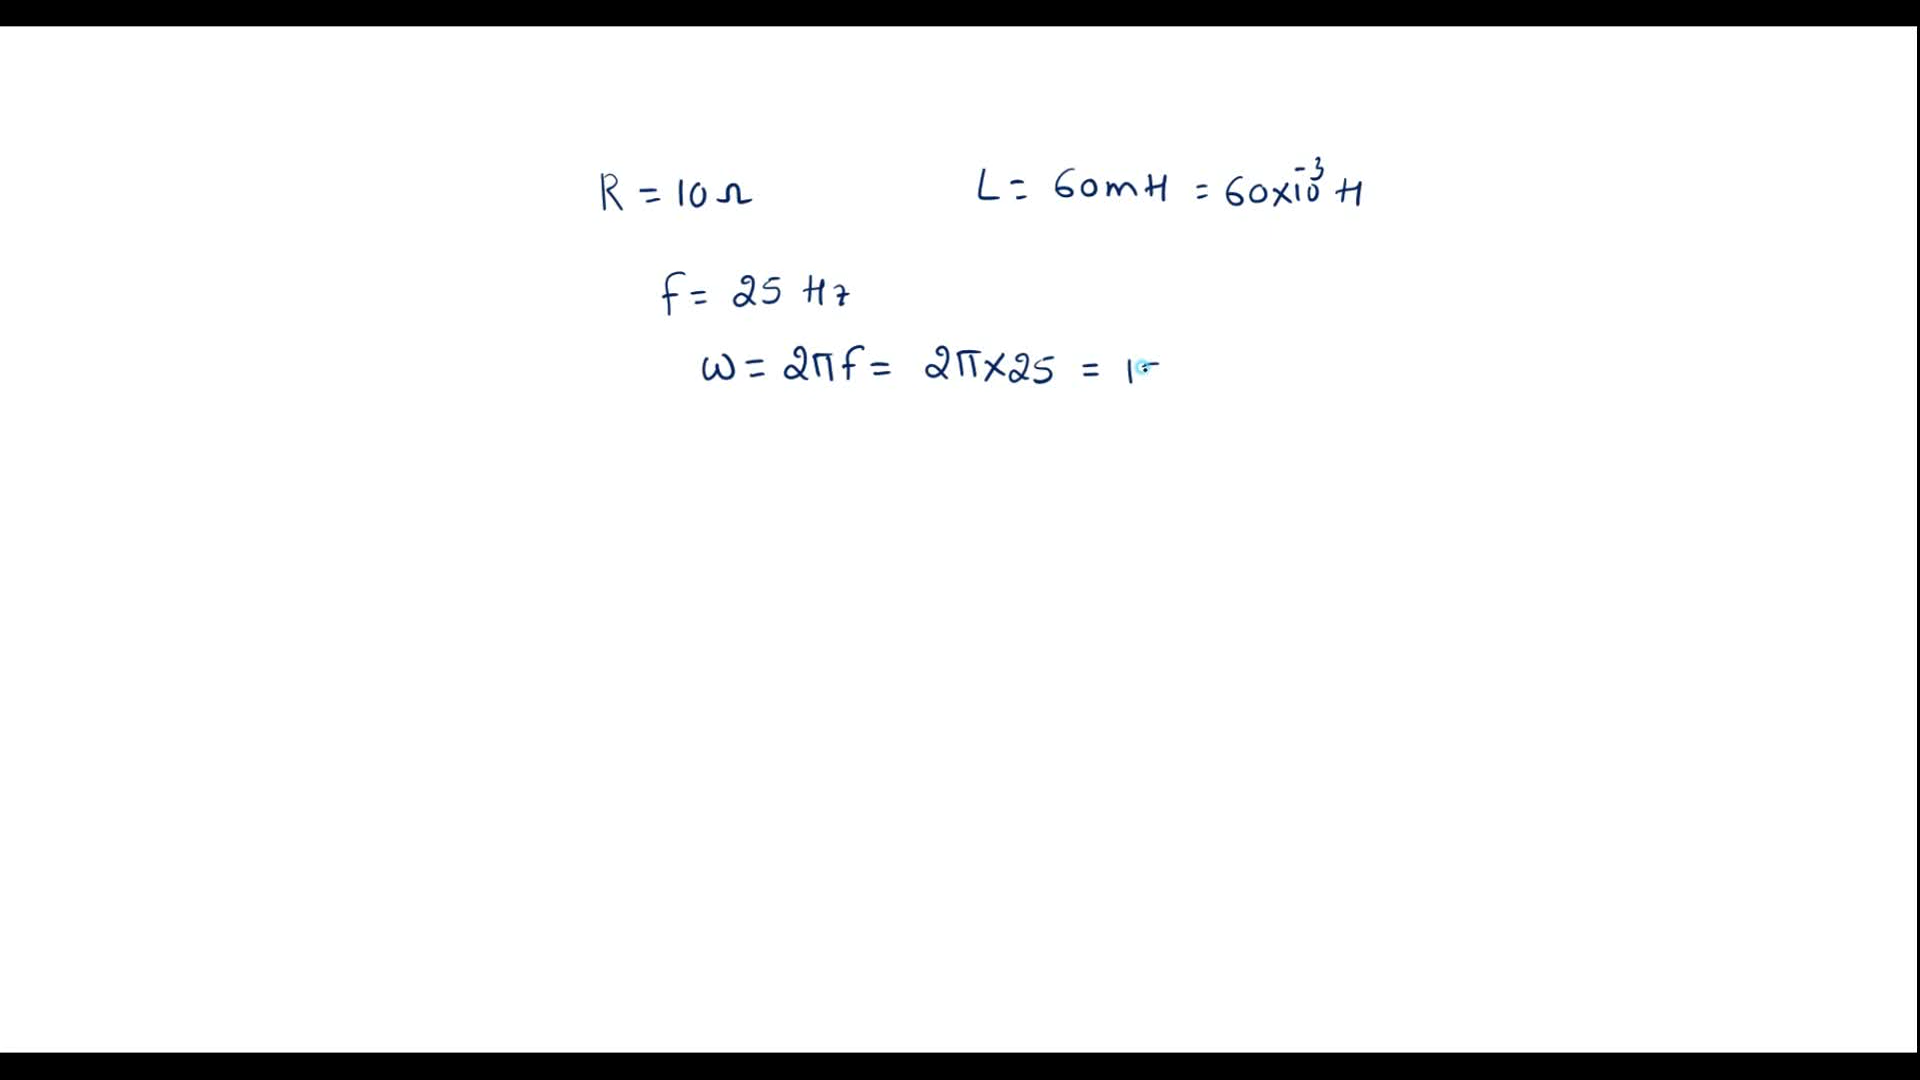 R = 10Ω
L = 60mH = 60×10⁻³ H
f = 25 Hz
ω = 2πf = 2π×25 = 1